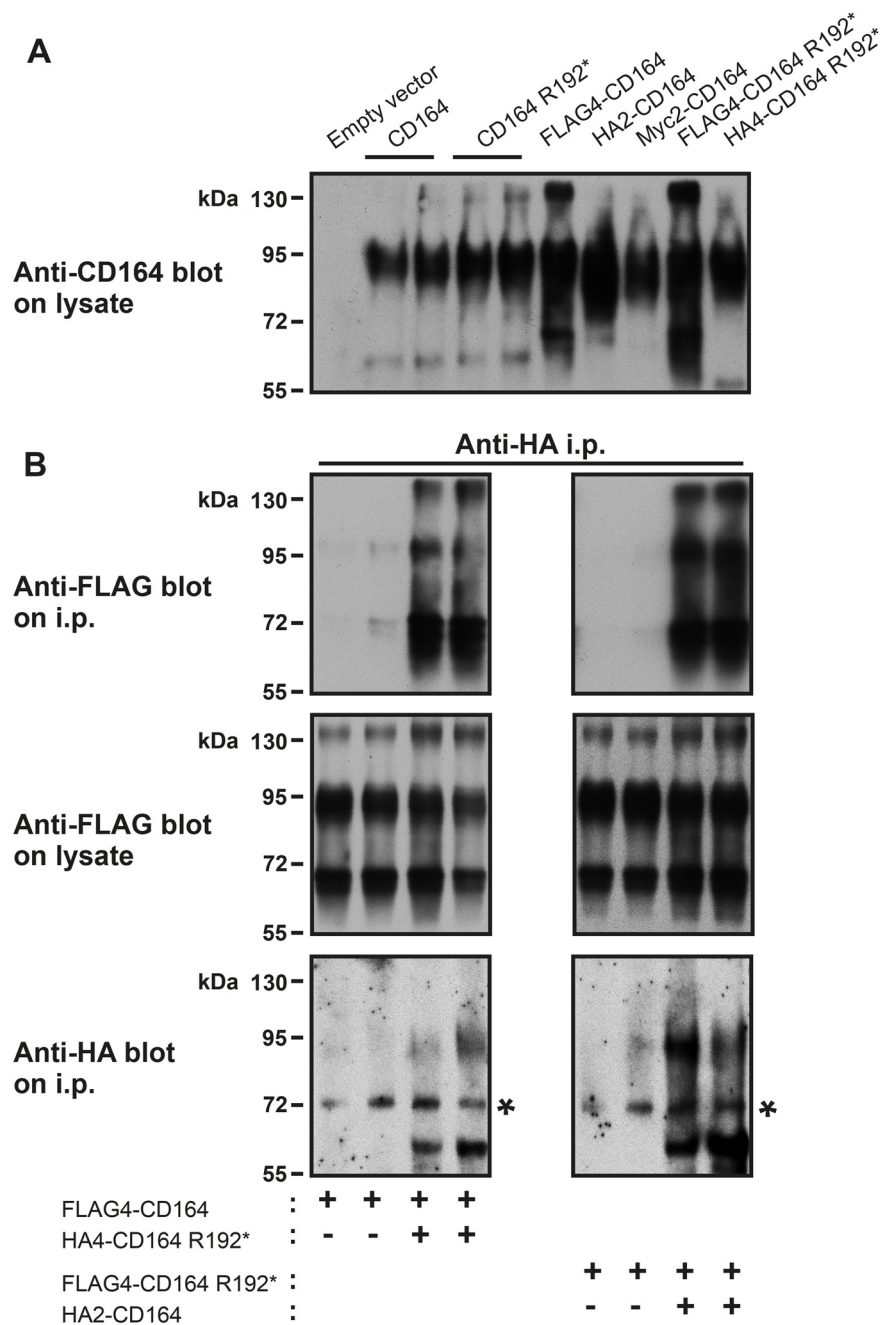 A
Empty vector
CD164
CD164 R192*
FLAG4-CD164
HA2-CD164
Myc2-CD164
FLAG4-CD164 R192*
HA4-CD164 R192*
kDa 130
95
72
55
Anti-CD164 blot
on lysate
B
Anti-HA i.p.
kDa 130
95
72
55
Anti-FLAG blot
on i.p.
kDa 130
95
72
55
Anti-FLAG blot
on lysate
kDa 130
95
72
55
Anti-HA blot
on i.p.
* *
FLAG4-CD164 : + + + +
HA4-CD164 R192* : - - + +
FLAG4-CD164 R192* : + + + +
HA2-CD164 : - - + +